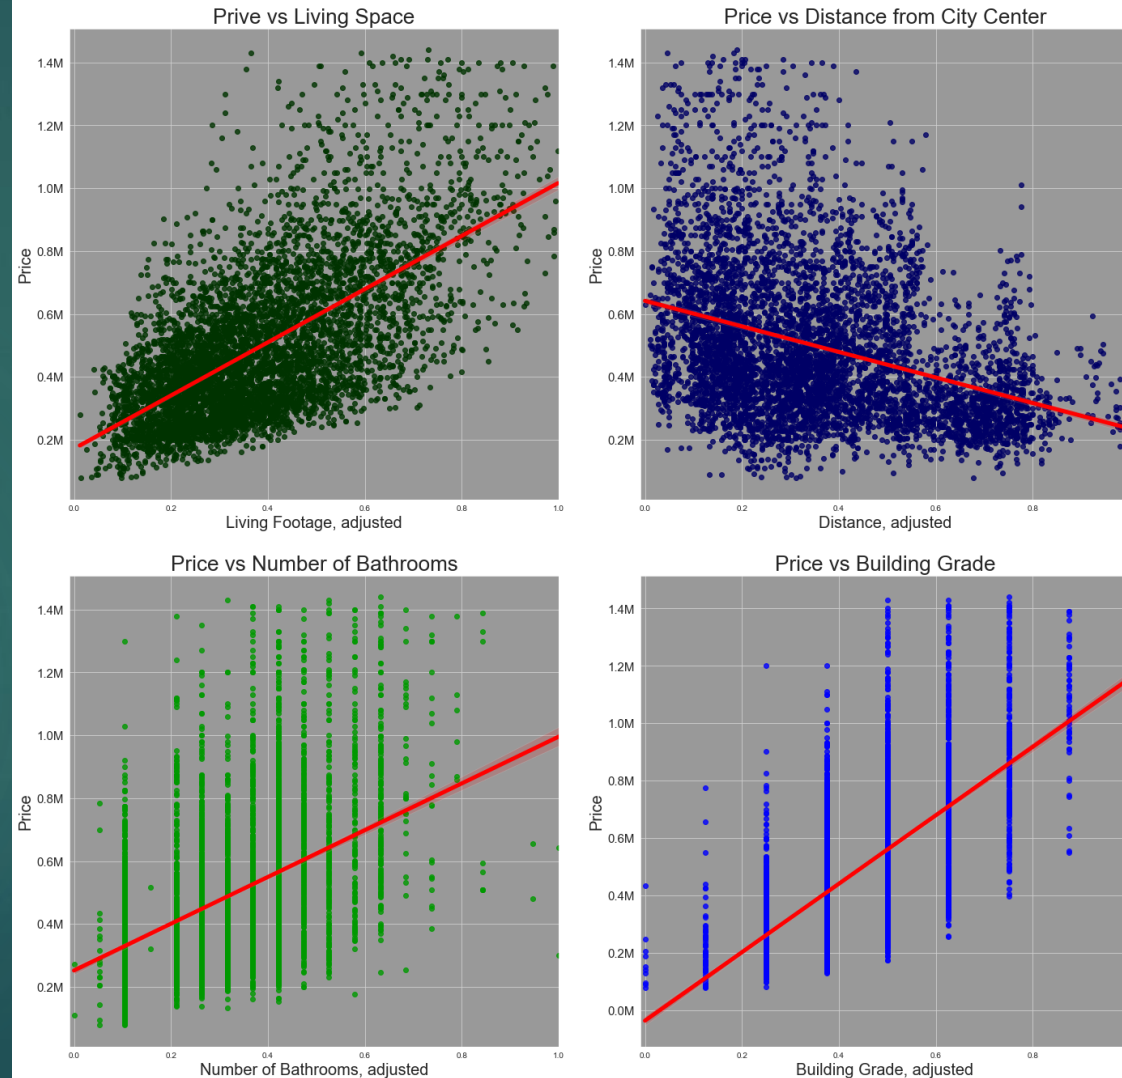 Prive vs Living Space
1.4M
1.2M
1.0M
0.8M
0.6M
0.4M
0.2M
Price
0.0 0.2 0.4 0.6 0.8 1.0
Living Footage, adjusted
Price vs Distance from City Center
1.4M
1.2M
1.0M
0.8M
0.6M
0.4M
0.2M
Price
0.0 0.2 0.4 0.6 0.8
Distance, adjusted
Price vs Number of Bathrooms
1.4M
1.2M
1.0M
0.8M
0.6M
0.4M
0.2M
Price
0.0 0.2 0.4 0.6 0.8 1.0
Number of Bathrooms, adjusted
Price vs Building Grade
1.4M
1.2M
1.0M
0.8M
0.6M
0.4M
0.2M
0.0M
Price
0.0 0.2 0.4 0.6 0.8
Building Grade, adjusted